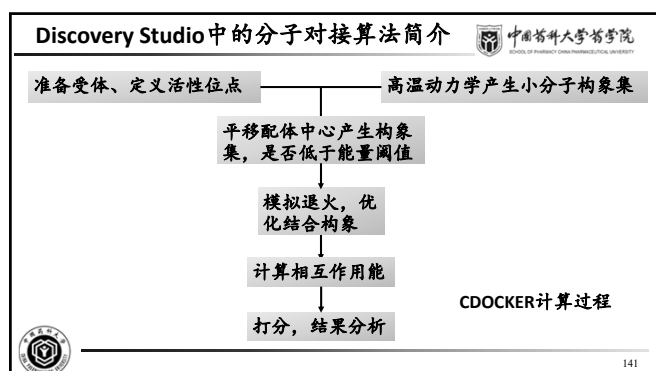 Discovery Studio中的分子对接算法简介
中国药科大学药学院
SCHOOL OF PHARMACY CHINA PHARMACEUTICAL UNIVERSITY
准备受体、定义活性位点
高温动力学产生小分子构象集
平移配体中心产生构象
集，是否低于能量阈值
模拟退火，优
化结合构象
计算相互作用能
CDOCKER计算过程
打分，结果分析
141